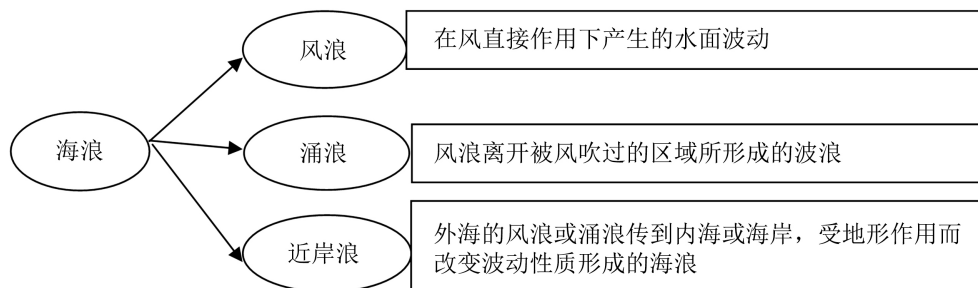 风浪
在风直接作用下产生的水面波动
海浪
涌浪
风浪离开被风吹过的区域所形成的波浪
近岸浪
外海的风浪或涌浪传到内海或海岸，受地形作用而
改变波动性质形成的海浪